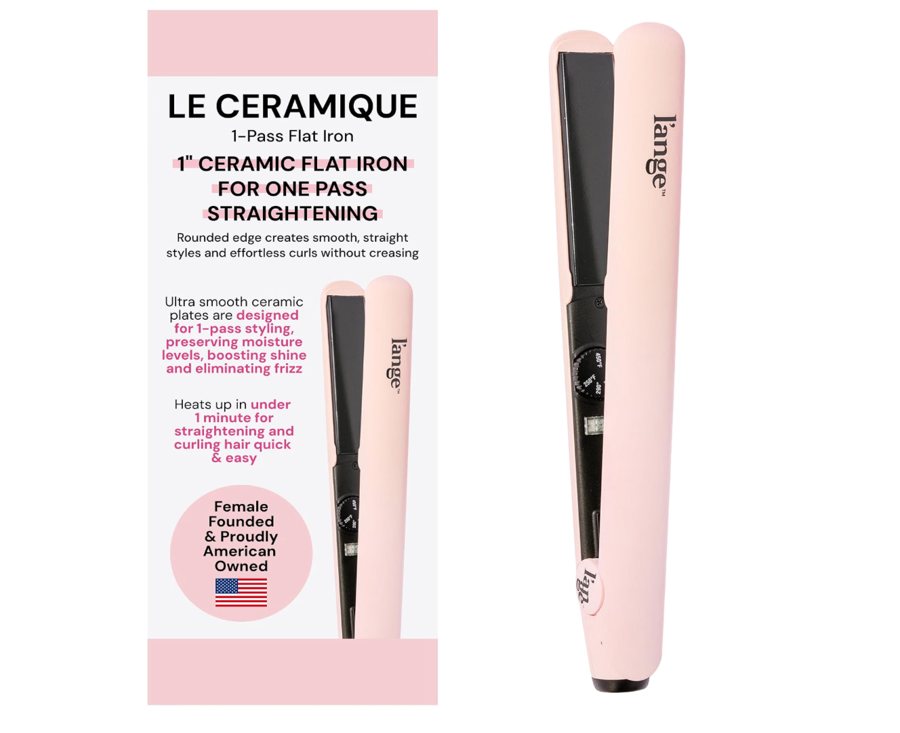 LE CERAMIQUE
1-Pass Flat Iron
1" CERAMIC FLAT IRON
FOR ONE PASS
STRAIGHTENING
Rounded edge creates smooth, straight
styles and effortless curls without creasing
Ultra smooth ceramic
plates are designed
for 1-pass styling,
preserving moisture
levels, boosting shine
and eliminating frizz
Heats up in under
1 minute for
straightening and
curling hair quick
& easy
Female
Founded
& Proudly
American
Owned
l'ange™
l'ange™
450°F